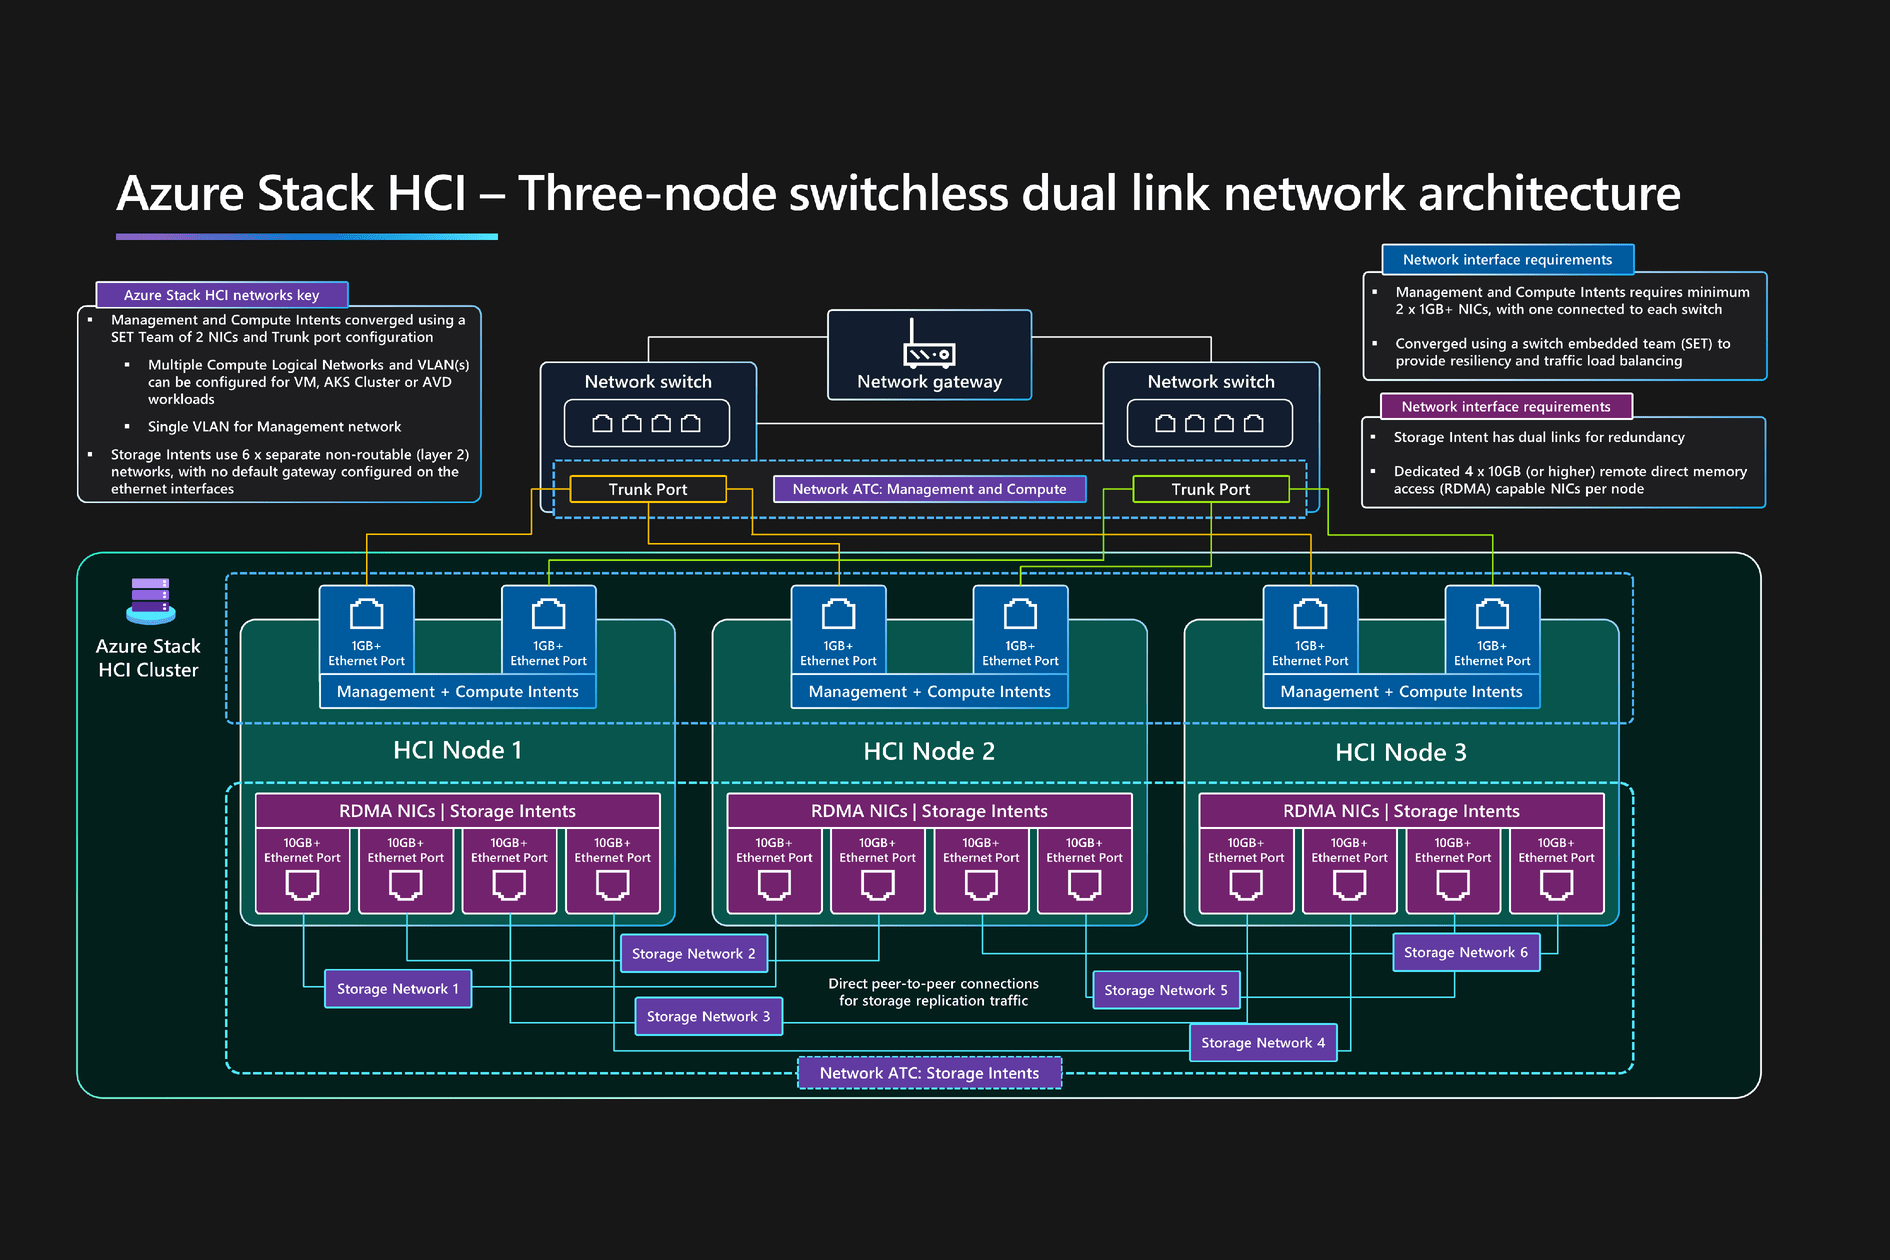 Azure Stack HCI – Three-node switchless dual link network architecture
Azure Stack HCI networks key
Management and Compute Intents converged using a
SET Team of 2 NICs and Trunk port configuration
Multiple Compute Logical Networks and VLAN(s)
can be configured for VM, AKS Cluster or AVD
workloads
Single VLAN for Management network
Storage Intents use 6 x separate non-routable (layer 2)
networks, with no default gateway configured on the
ethernet interfaces
Network gateway
Network switch
Network switch
Trunk Port
Network ATC: Management and Compute
Trunk Port
Network interface requirements
Management and Compute Intents requires minimum
2 x 1GB+ NICs, with one connected to each switch
Converged using a switch embedded team (SET) to
provide resiliency and traffic load balancing
Network interface requirements
Storage Intent has dual links for redundancy
Dedicated 4 x 10GB (or higher) remote direct memory
access (RDMA) capable NICs per node
Azure Stack
HCI Cluster
1GB+
Ethernet Port
1GB+
Ethernet Port
Management + Compute Intents
HCI Node 1
RDMA NICs | Storage Intents
10GB+
Ethernet Port
10GB+
Ethernet Port
10GB+
Ethernet Port
10GB+
Ethernet Port
1GB+
Ethernet Port
1GB+
Ethernet Port
Management + Compute Intents
HCI Node 2
RDMA NICs | Storage Intents
10GB+
Ethernet Port
10GB+
Ethernet Port
10GB+
Ethernet Port
10GB+
Ethernet Port
1GB+
Ethernet Port
1GB+
Ethernet Port
Management + Compute Intents
HCI Node 3
RDMA NICs | Storage Intents
10GB+
Ethernet Port
10GB+
Ethernet Port
10GB+
Ethernet Port
10GB+
Ethernet Port
Storage Network 2
Storage Network 6
Storage Network 1
Direct peer-to-peer connections
for storage replication traffic
Storage Network 5
Storage Network 3
Storage Network 4
Network ATC: Storage Intents